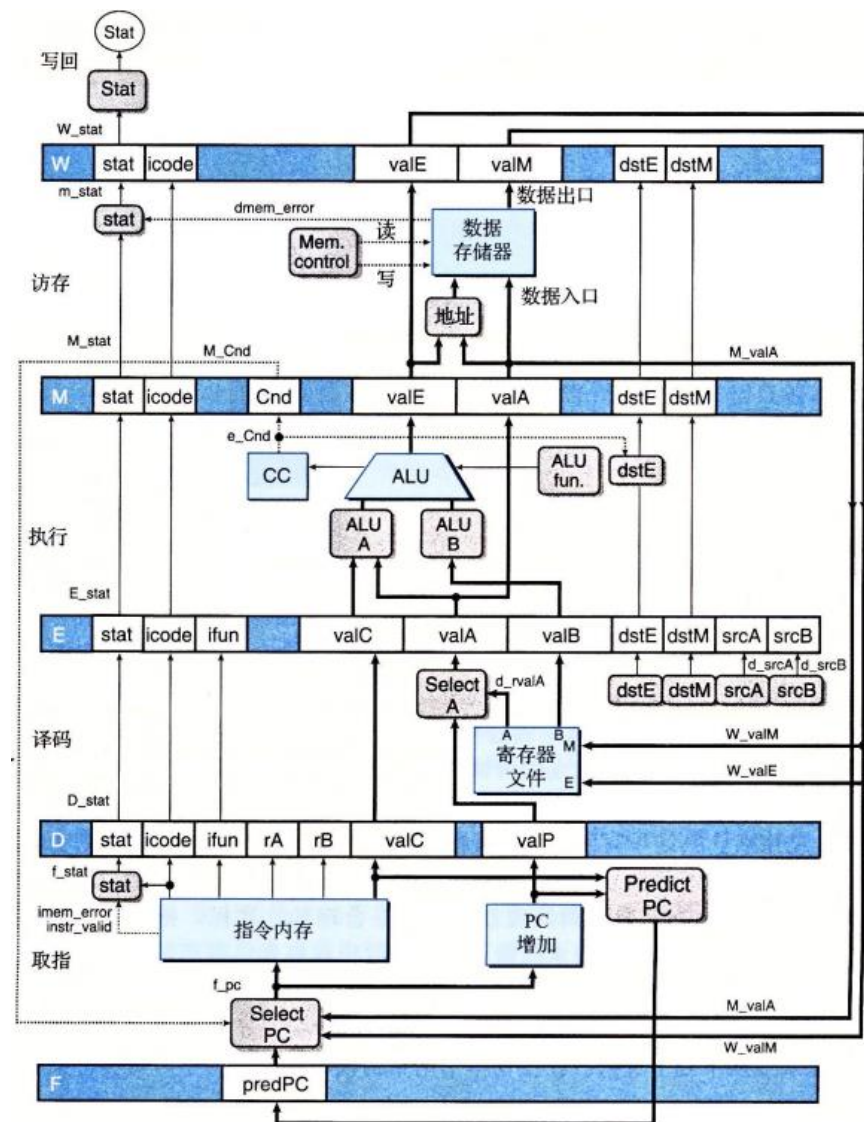 Stat
写回
Stat
W_stat
W stat icode valE valM dstE dstM
m_stat
数据出口
stat
dmem_error
读
Mem.
control
数据
存储器
写
访存
数据入口
地址
M_stat
M_Cnd
M_valA
M stat icode Cnd valE valA dstE dstM
e_Cnd
CC
ALU
ALU
fun.
dstE
ALU
A
ALU
B
执行
E_stat
E stat icode ifun valC valA valB dstE dstM srcA srcB
d_srcA d_srcB
Select
A
d_rvalA
dstE dstM srcA srcB
A B
M
W_valM
寄存器
文件
译码
E
W_valE
D_stat
D stat icode ifun rA rB valC valP
f_stat
stat
Predict
PC
imem_error
instr_valid
指令内存
PC
增加
取指
f_pc
M_valA
Select
PC
W_valM
F predPC